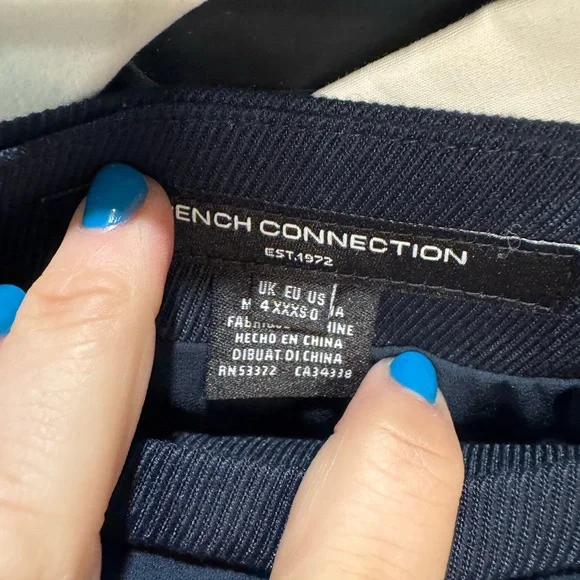 ENCH CONNECTION
EST.1972
UK EU US
4 XXXS 0
HECHO EN CHINA
DIBUAT DI CHINA
RN53372 CA34338